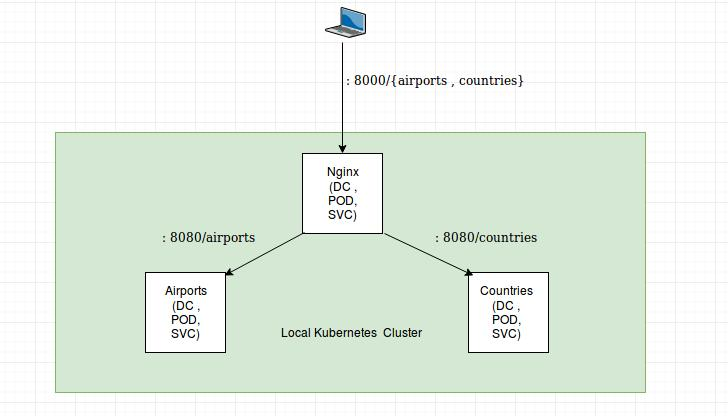 : 8000/{airports , countries}
Nginx
(DC ,
POD,
SVC)
: 8080/airports
: 8080/countries
Airports
(DC ,
POD,
SVC)
Countries
(DC ,
POD,
SVC)
Local Kubernetes Cluster